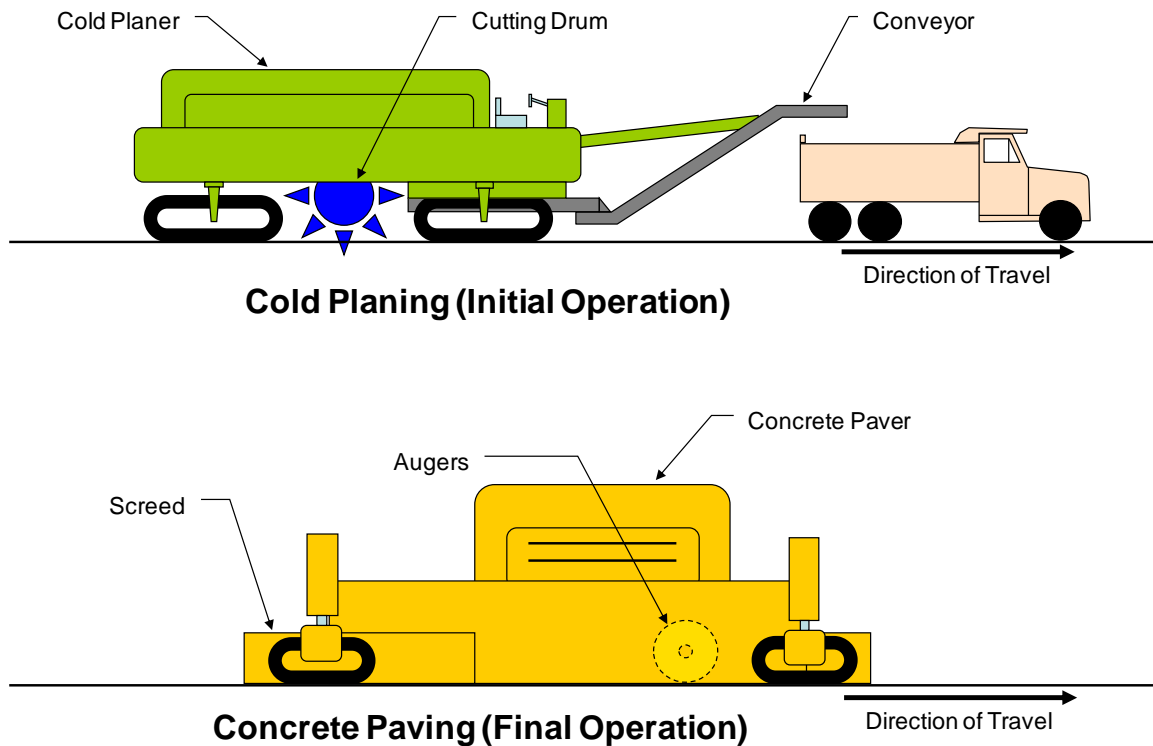 Cold Planer
Cutting Drum
Conveyor
Direction of Travel
Cold Planing (Initial Operation)
Concrete Paver
Augers
Screed
Direction of Travel
Concrete Paving (Final Operation)